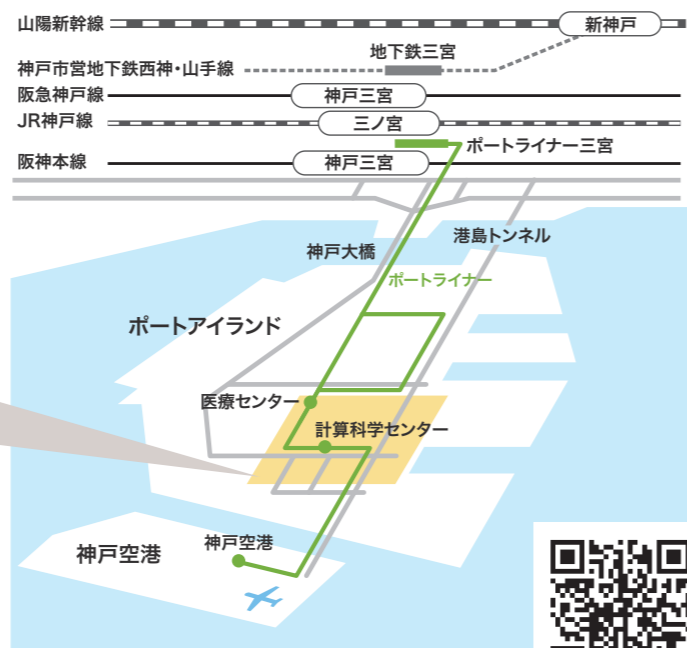 山陽新幹線
新神戸
地下鉄三宮
神戸市営地下鉄西神・山手線
阪急神戸線
神戸三宮
JR神戸線
三ノ宮
ポートライナー三宮
阪神本線
神戸三宮
港島トンネル
神戸大橋
ポートライナー
ポートアイランド
医療センター
計算科学センター
神戸空港
神戸空港